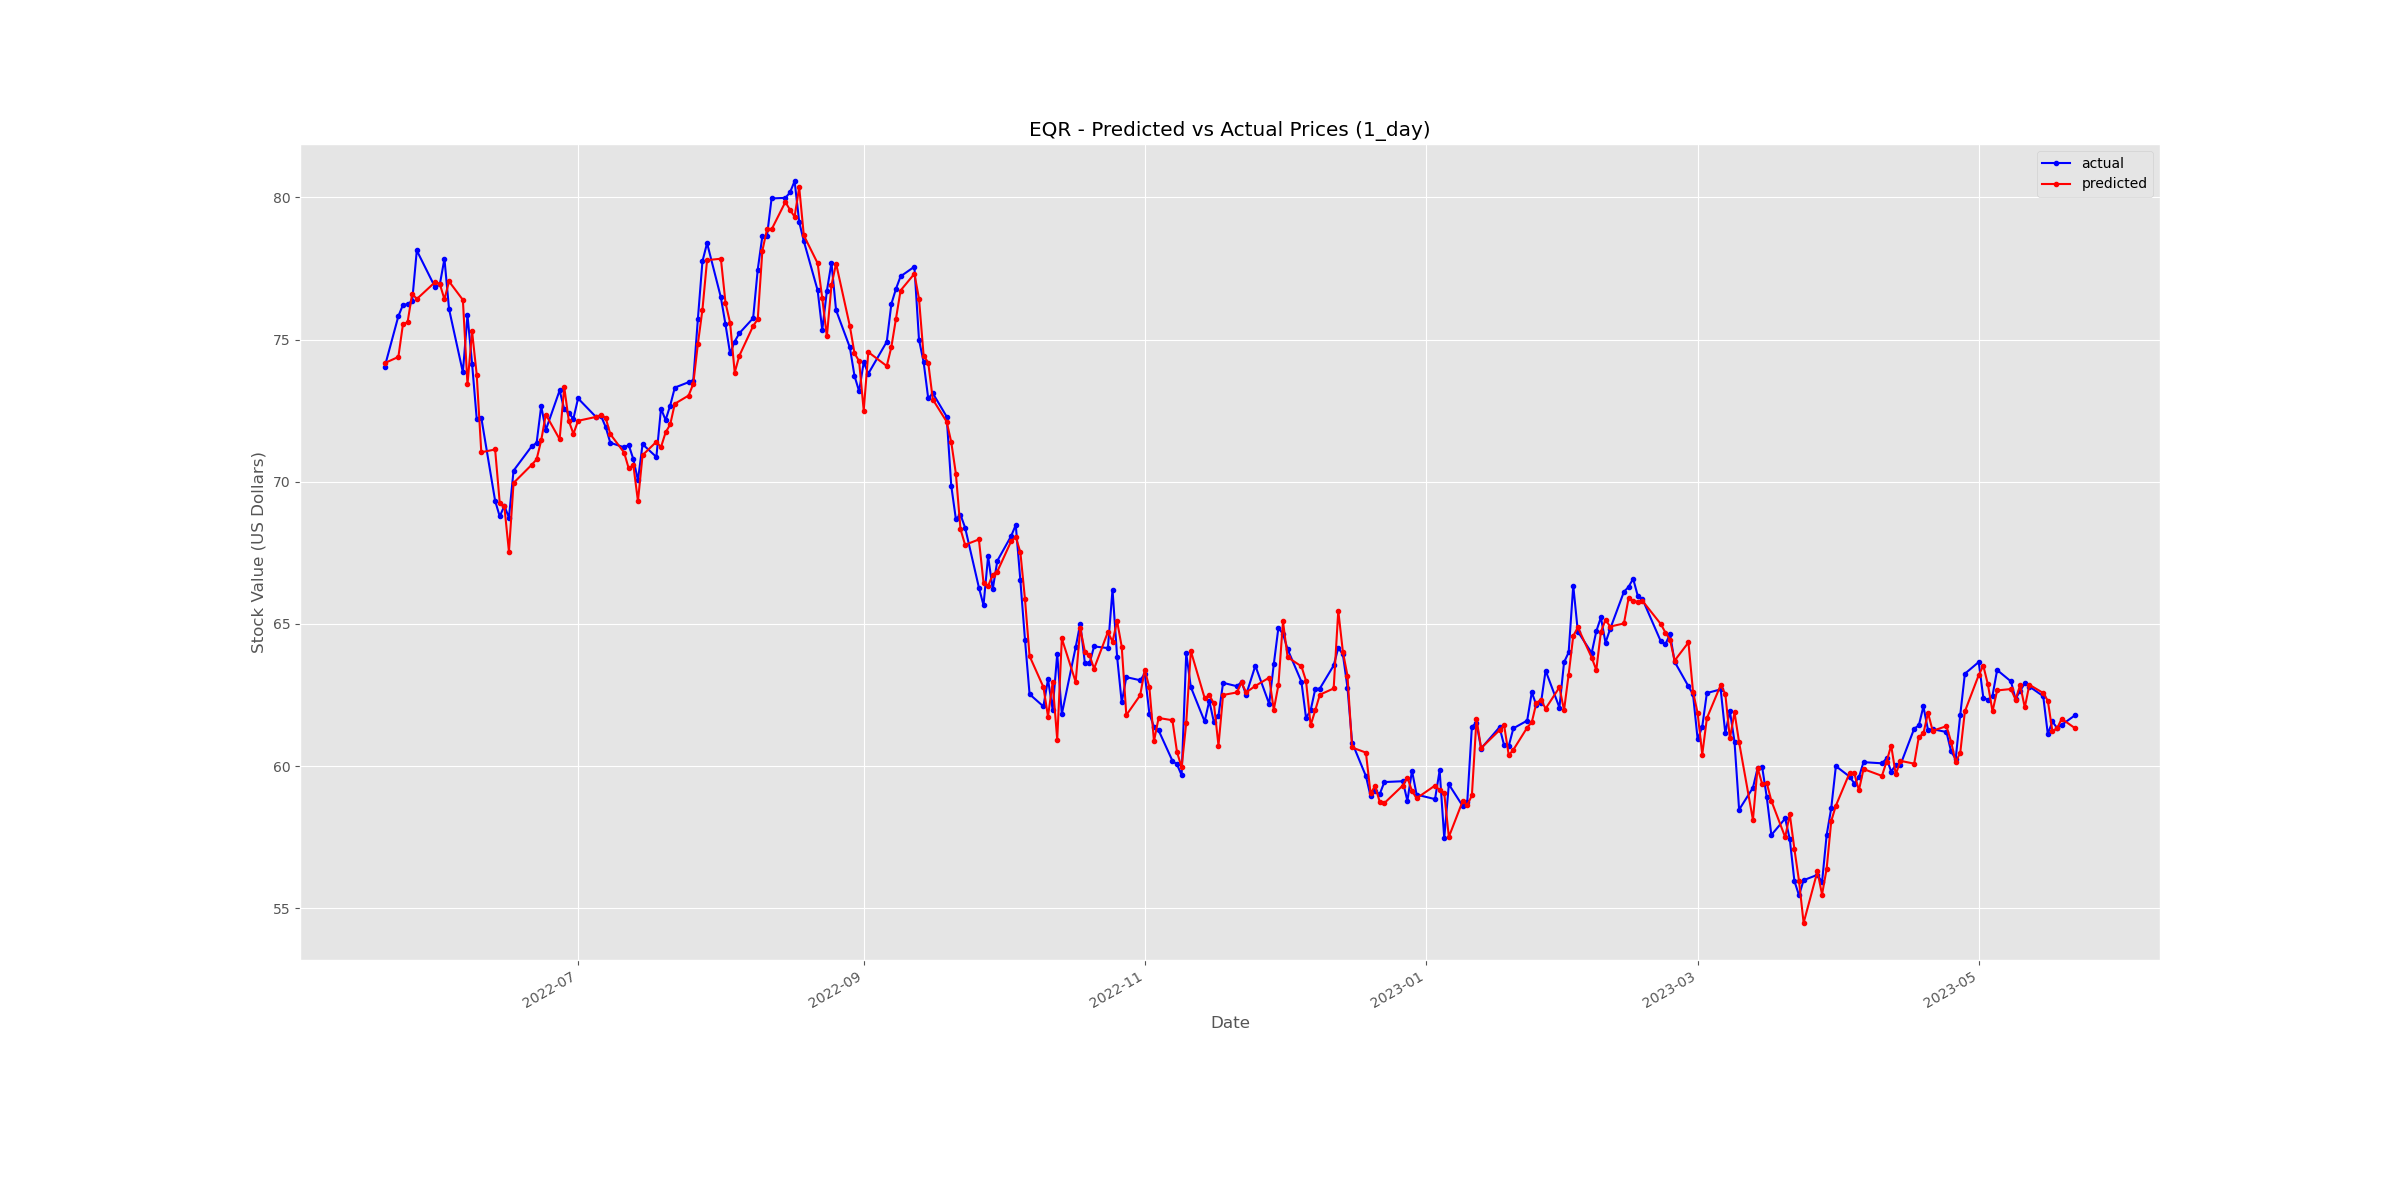 EQR - Predicted vs Actual Prices (1_day)
actual
predicted
80
75
70
65
60
55
Stock Value (US Dollars)
2022-07
2022-09
2022-11
2023-01
2023-03
2023-05
Date